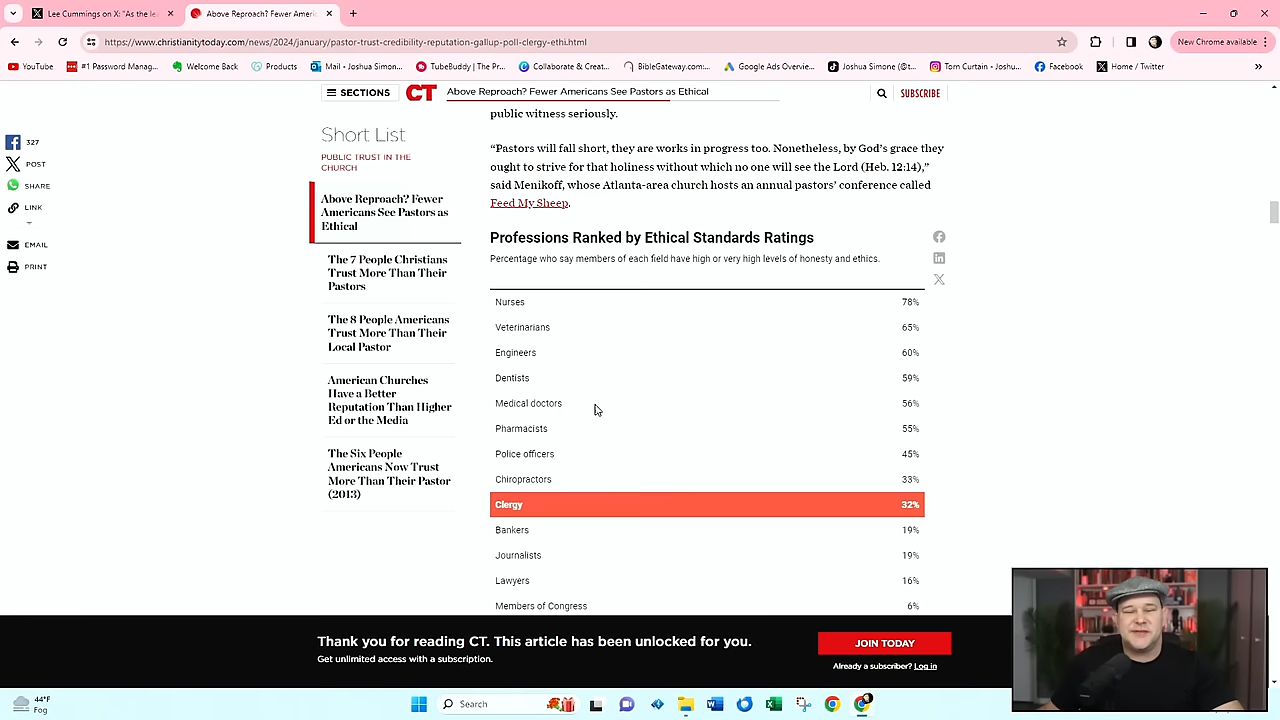 Lee Cummings on X: "As the lea
Above Reproach? Fewer Americ
https://www.christianitytoday.com/news/2024/january/pastor-trust-credibility-reputation-gallup-poll-clergy-ethi.html
New Chrome available
YouTube
#1 Password Manag...
Welcome Back
Products
Mail • Joshua Simon...
TubeBuddy | The Pr...
Collaborate & Creat...
BibleGateway.com:...
Google Ads Overvie...
Joshua Simone (@t...
Torn Curtain - Joshu...
Facebook
Home / Twitter
SECTIONS
CT
Above Reproach? Fewer Americans See Pastors as Ethical
SUBSCRIBE
327
POST
SHARE
LINK
EMAIL
PRINT
Short List
PUBLIC TRUST IN THE
CHURCH
Above Reproach? Fewer
Americans See Pastors as
Ethical
The 7 People Christians
Trust More Than Their
Pastors
The 8 People Americans
Trust More Than Their
Local Pastor
American Churches
Have a Better
Reputation Than Higher
Ed or the Media
The Six People
Americans Now Trust
More Than Their Pastor
(2013)
public witness seriously.
“Pastors will fall short, they are works in progress too. Nonetheless, by God’s grace they
ought to strive for that holiness without which no one will see the Lord (Heb. 12:14),”
said Menikoff, whose Atlanta-area church hosts an annual pastors’ conference called
Feed My Sheep.
Professions Ranked by Ethical Standards Ratings
Percentage who say members of each field have high or very high levels of honesty and ethics.
Nurses 78%
Veterinarians 65%
Engineers 60%
Dentists 59%
Medical doctors 56%
Pharmacists 55%
Police officers 45%
Chiropractors 33%
Clergy 32%
Bankers 19%
Journalists 19%
Lawyers 16%
Members of Congress 6%
Thank you for reading CT. This article has been unlocked for you.
Get unlimited access with a subscription.
JOIN TODAY
Already a subscriber? Log in
44°F
Fog
Search